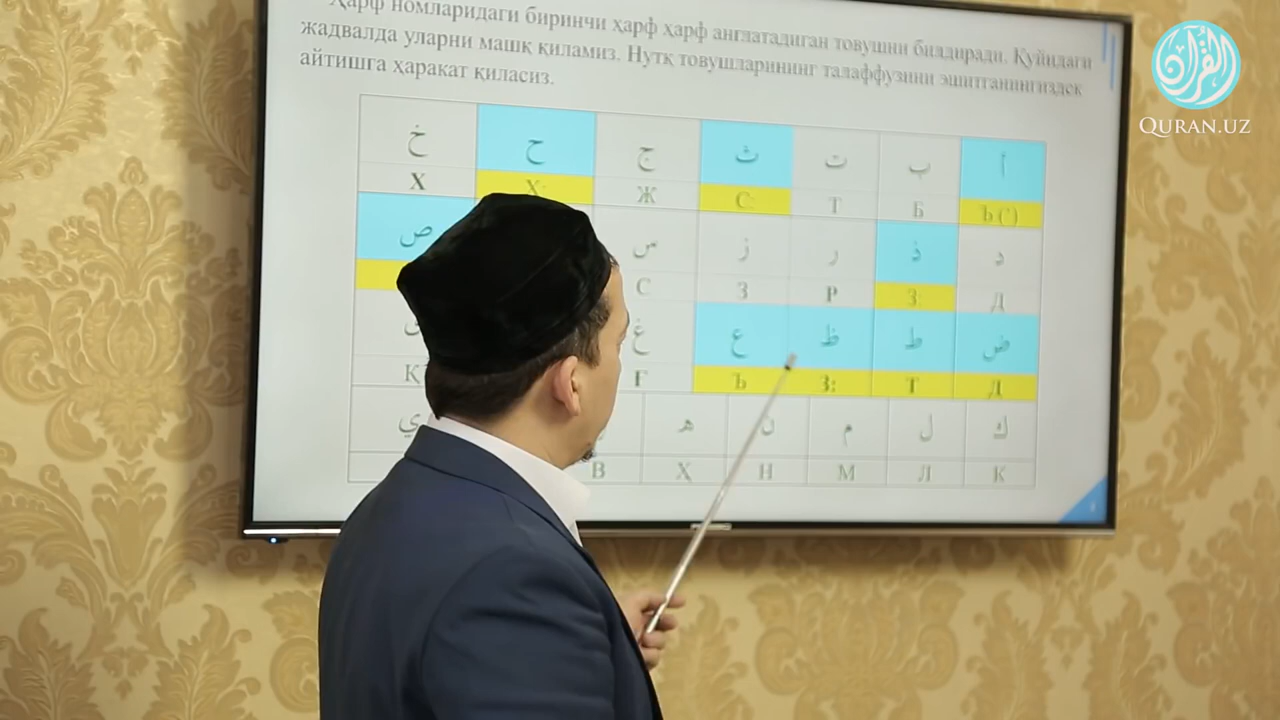 Ҳарф номларидаги биринчи ҳарф ҳарф англатадиган товушни билдиради. Қуйидаги
жадвалда уларни машқ қиламиз. Нутқ товушларининг талаффузини эшитганингиздек
айтишга ҳаракат қиласиз.
أ ب ت ث ج ح خ
Ъ (') Б Т С: Ж Х: Х
د ذ ر ز س ص
Д З: Р З С
ض ط ظ ع غ
Д Т З: Ъ Ғ Қ
ك ل م ن ه ي
К Л М Н Ҳ В
القرآن
QURAN.UZ